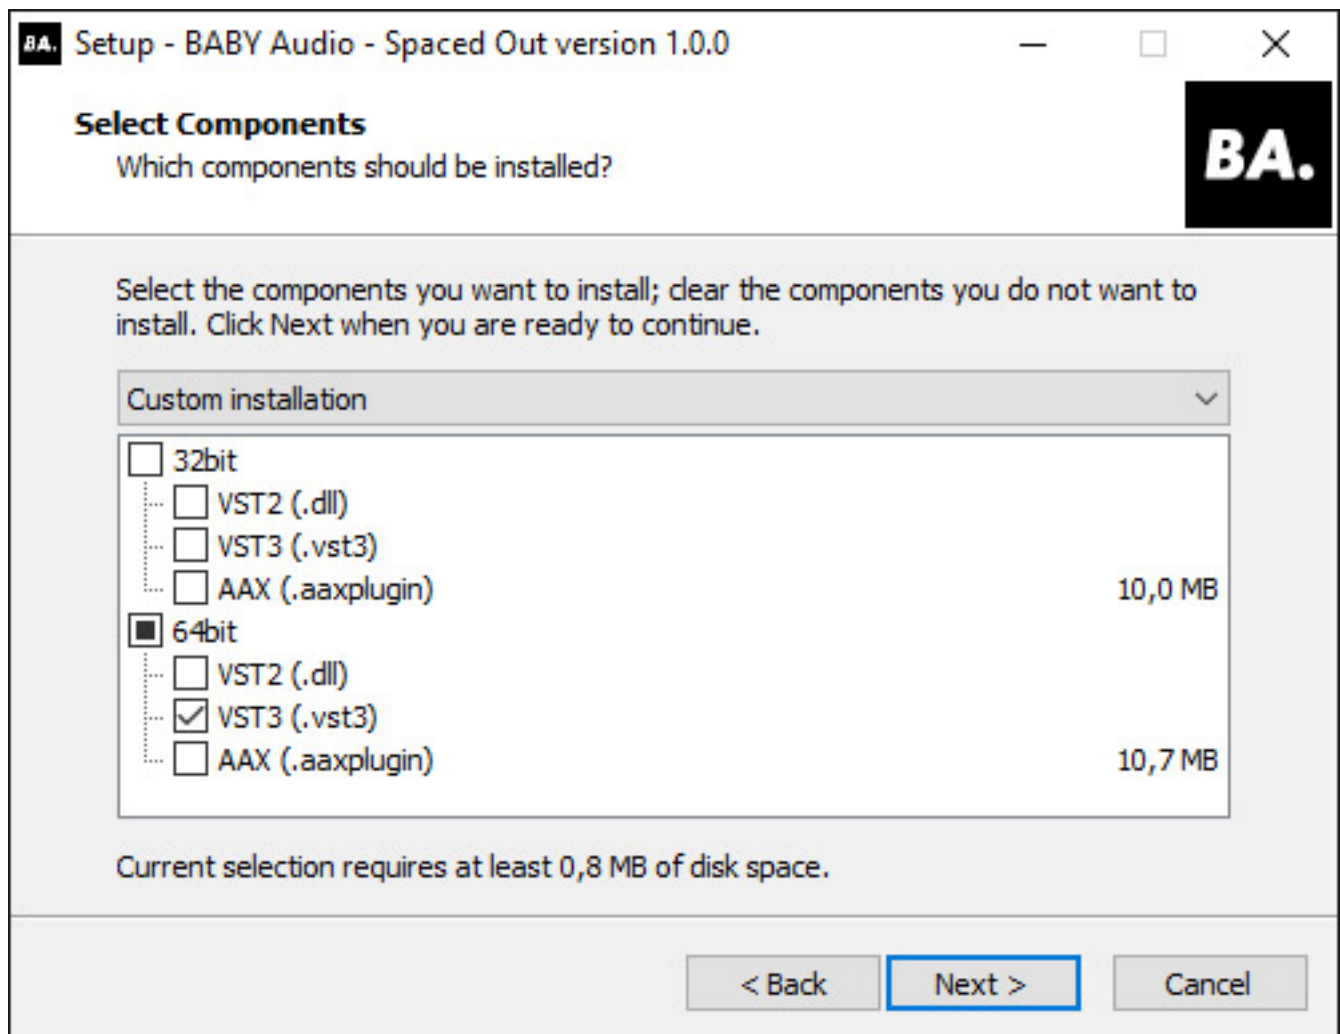 BA. Setup - BABY Audio - Spaced Out version 1.0.0
Select Components
Which components should be installed?
BA.
Select the components you want to install; clear the components you do not want to
install. Click Next when you are ready to continue.
Custom installation
32bit
VST2 (.dll)
VST3 (.vst3)
AAX (.aaxplugin) 10,0 MB
64bit
VST2 (.dll)
VST3 (.vst3)
AAX (.aaxplugin) 10,7 MB
Current selection requires at least 0,8 MB of disk space.
< Back Next > Cancel